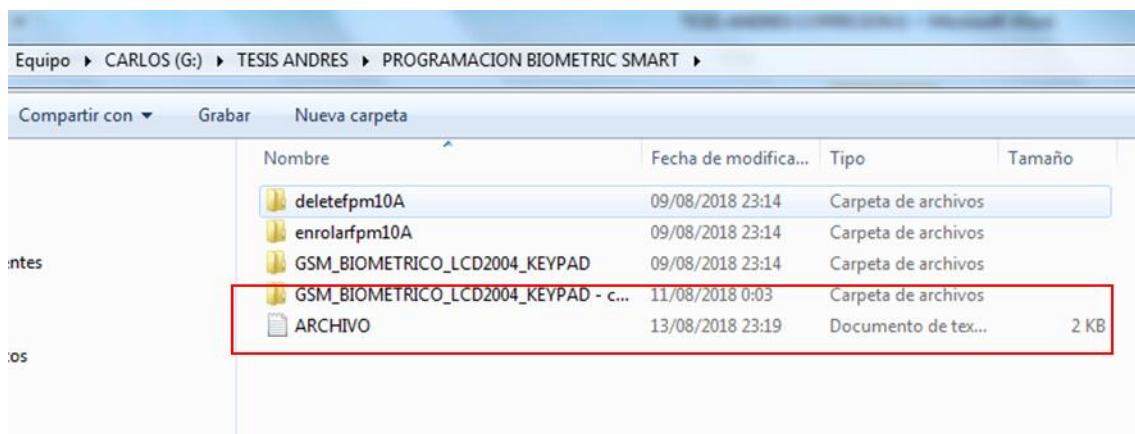 Equipo ▸ CARLOS (G:) ▸ TESIS ANDRES ▸ PROGRAMACION BIOMETRIC SMART ▸
Compartir con ▾ Grabar Nueva carpeta
Nombre Fecha de modifica... Tipo Tamaño
deletefpm10A 09/08/2018 23:14 Carpeta de archivos
enrolarfpm10A 09/08/2018 23:14 Carpeta de archivos
entes GSM_BIOMETRICO_LCD2004_KEYPAD 09/08/2018 23:14 Carpeta de archivos
GSM_BIOMETRICO_LCD2004_KEYPAD - c... 11/08/2018 0:03 Carpeta de archivos
ARCHIVO 13/08/2018 23:19 Documento de tex... 2 KB
os